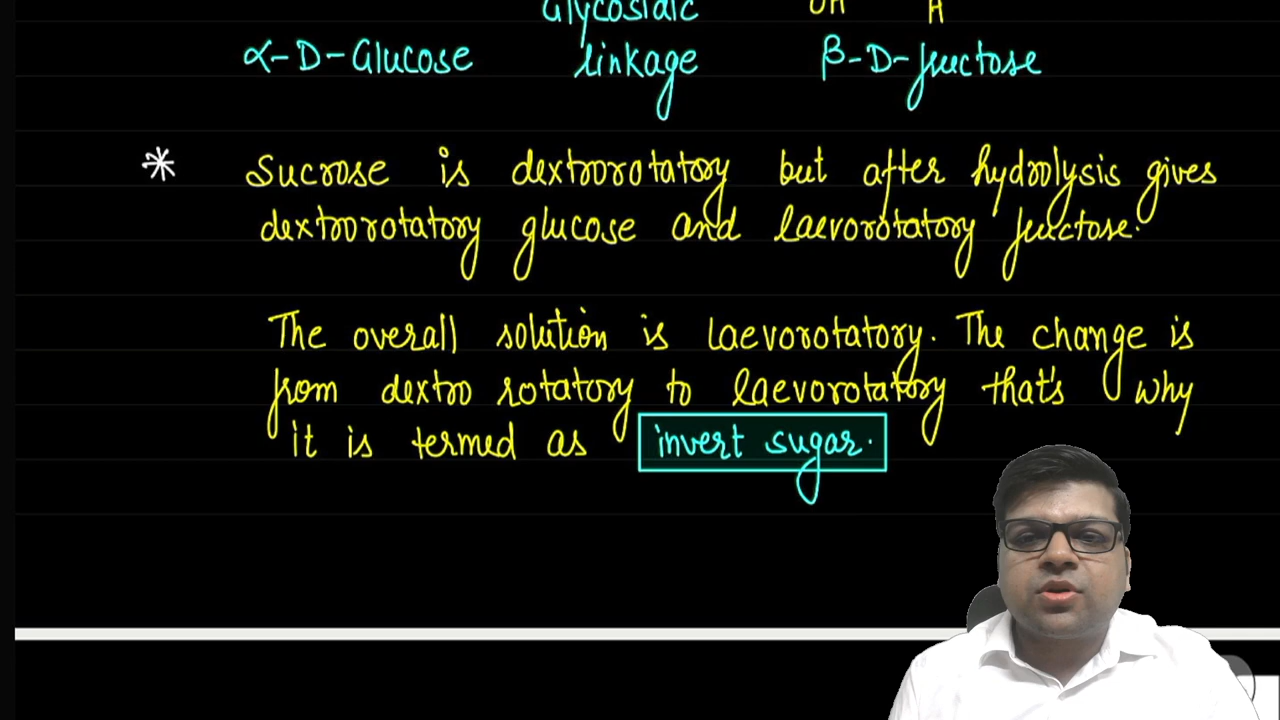 Glycosidic OH H
α-D-Glucose linkage β-D-fructose
* Sucrose is dextrorotatory but after hydrolysis gives
dextrorotatory glucose and laevorotatory fructose.
The overall solution is laevorotatory. The change is
from dextro rotatory to laevorotatory that's why
it is termed as invert sugar.